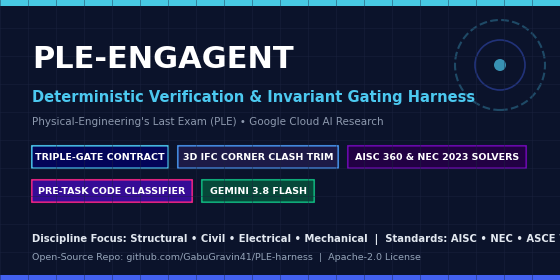 PLE-ENGAGENT
Deterministic Verification & Invariant Gating Harness
Physical-Engineering's Last Exam (PLE) • Google Cloud AI Research
TRIPLE-GATE CONTRACT 3D IFC CORNER CLASH TRIM AISC 360 & NEC 2023 SOLVERS
PRE-TASK CODE CLASSIFIER GEMINI 3.8 FLASH
Discipline Focus: Structural • Civil • Electrical • Mechanical | Standards: AISC • NEC • ASCE
Open-Source Repo: github.com/GabuGravin41/PLE-harness | Apache-2.0 License